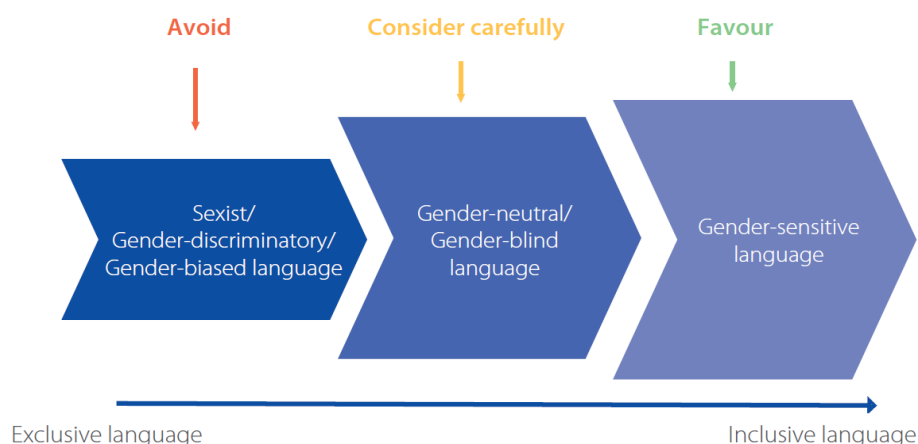 Avoid
Consider carefully
Favour
Sexist/
Gender-discriminatory/
Gender-biased language
Gender-neutral/
Gender-blind
language
Gender-sensitive
language
Exclusive language
Inclusive language